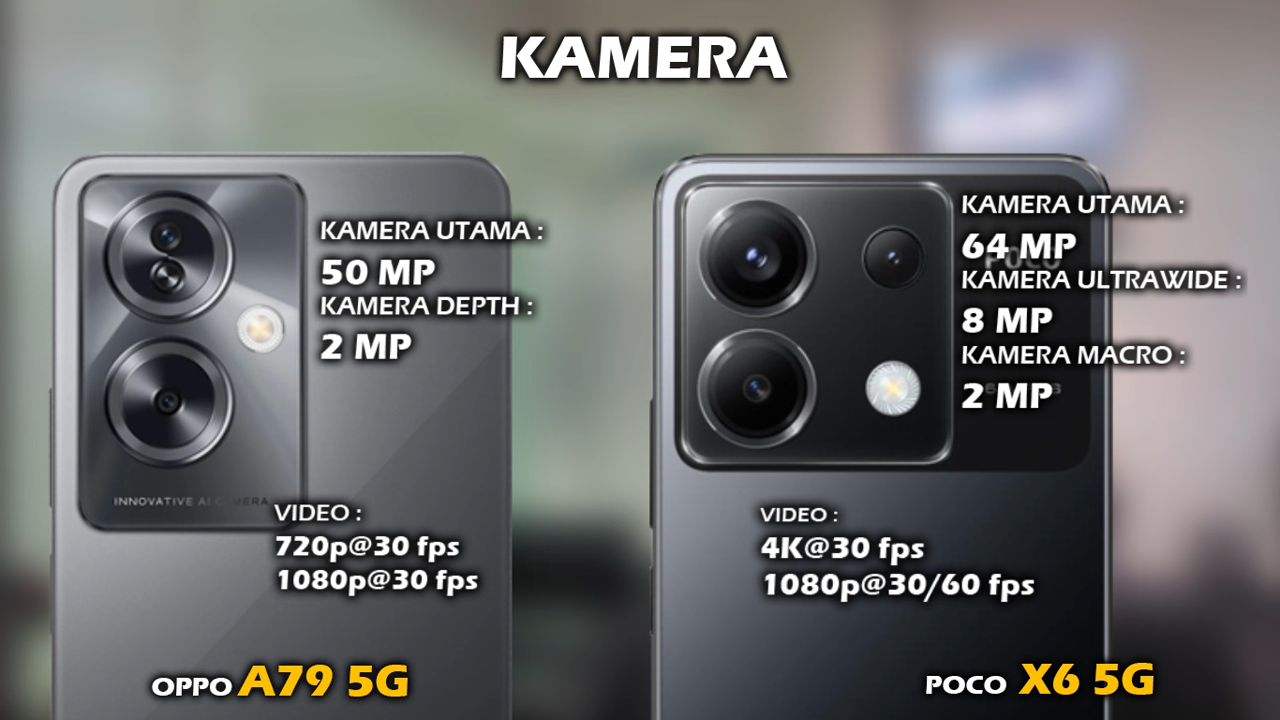 KAMERA
KAMERA UTAMA :
50 MP
KAMERA DEPTH :
2 MP
INNOVATIVE AI CAMERA
VIDEO :
720p@30 fps
1080p@30 fps
OPPO A79 5G
KAMERA UTAMA :
64 MP
POCO
KAMERA ULTRAWIDE :
8 MP
KAMERA MACRO :
2 MP
VIDEO :
4K@30 fps
1080p@30/60 fps
POCO X6 5G